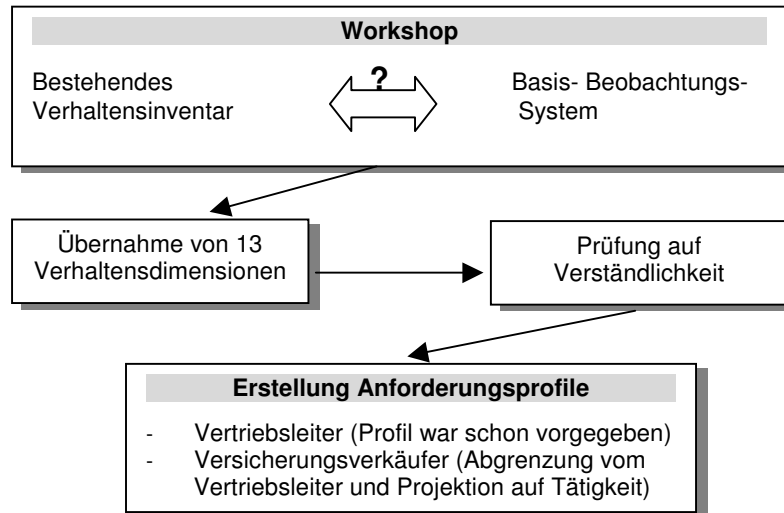 Workshop
Bestehendes
Verhaltensinventar
?
Basis- Beobachtungs-
System
Übernahme von 13
Verhaltensdimensionen
Prüfung auf
Verständlichkeit
Erstellung Anforderungsprofile
- Vertriebsleiter (Profil war schon vorgegeben)
- Versicherungsverkäufer (Abgrenzung vom
Vertriebsleiter und Projektion auf Tätigkeit)